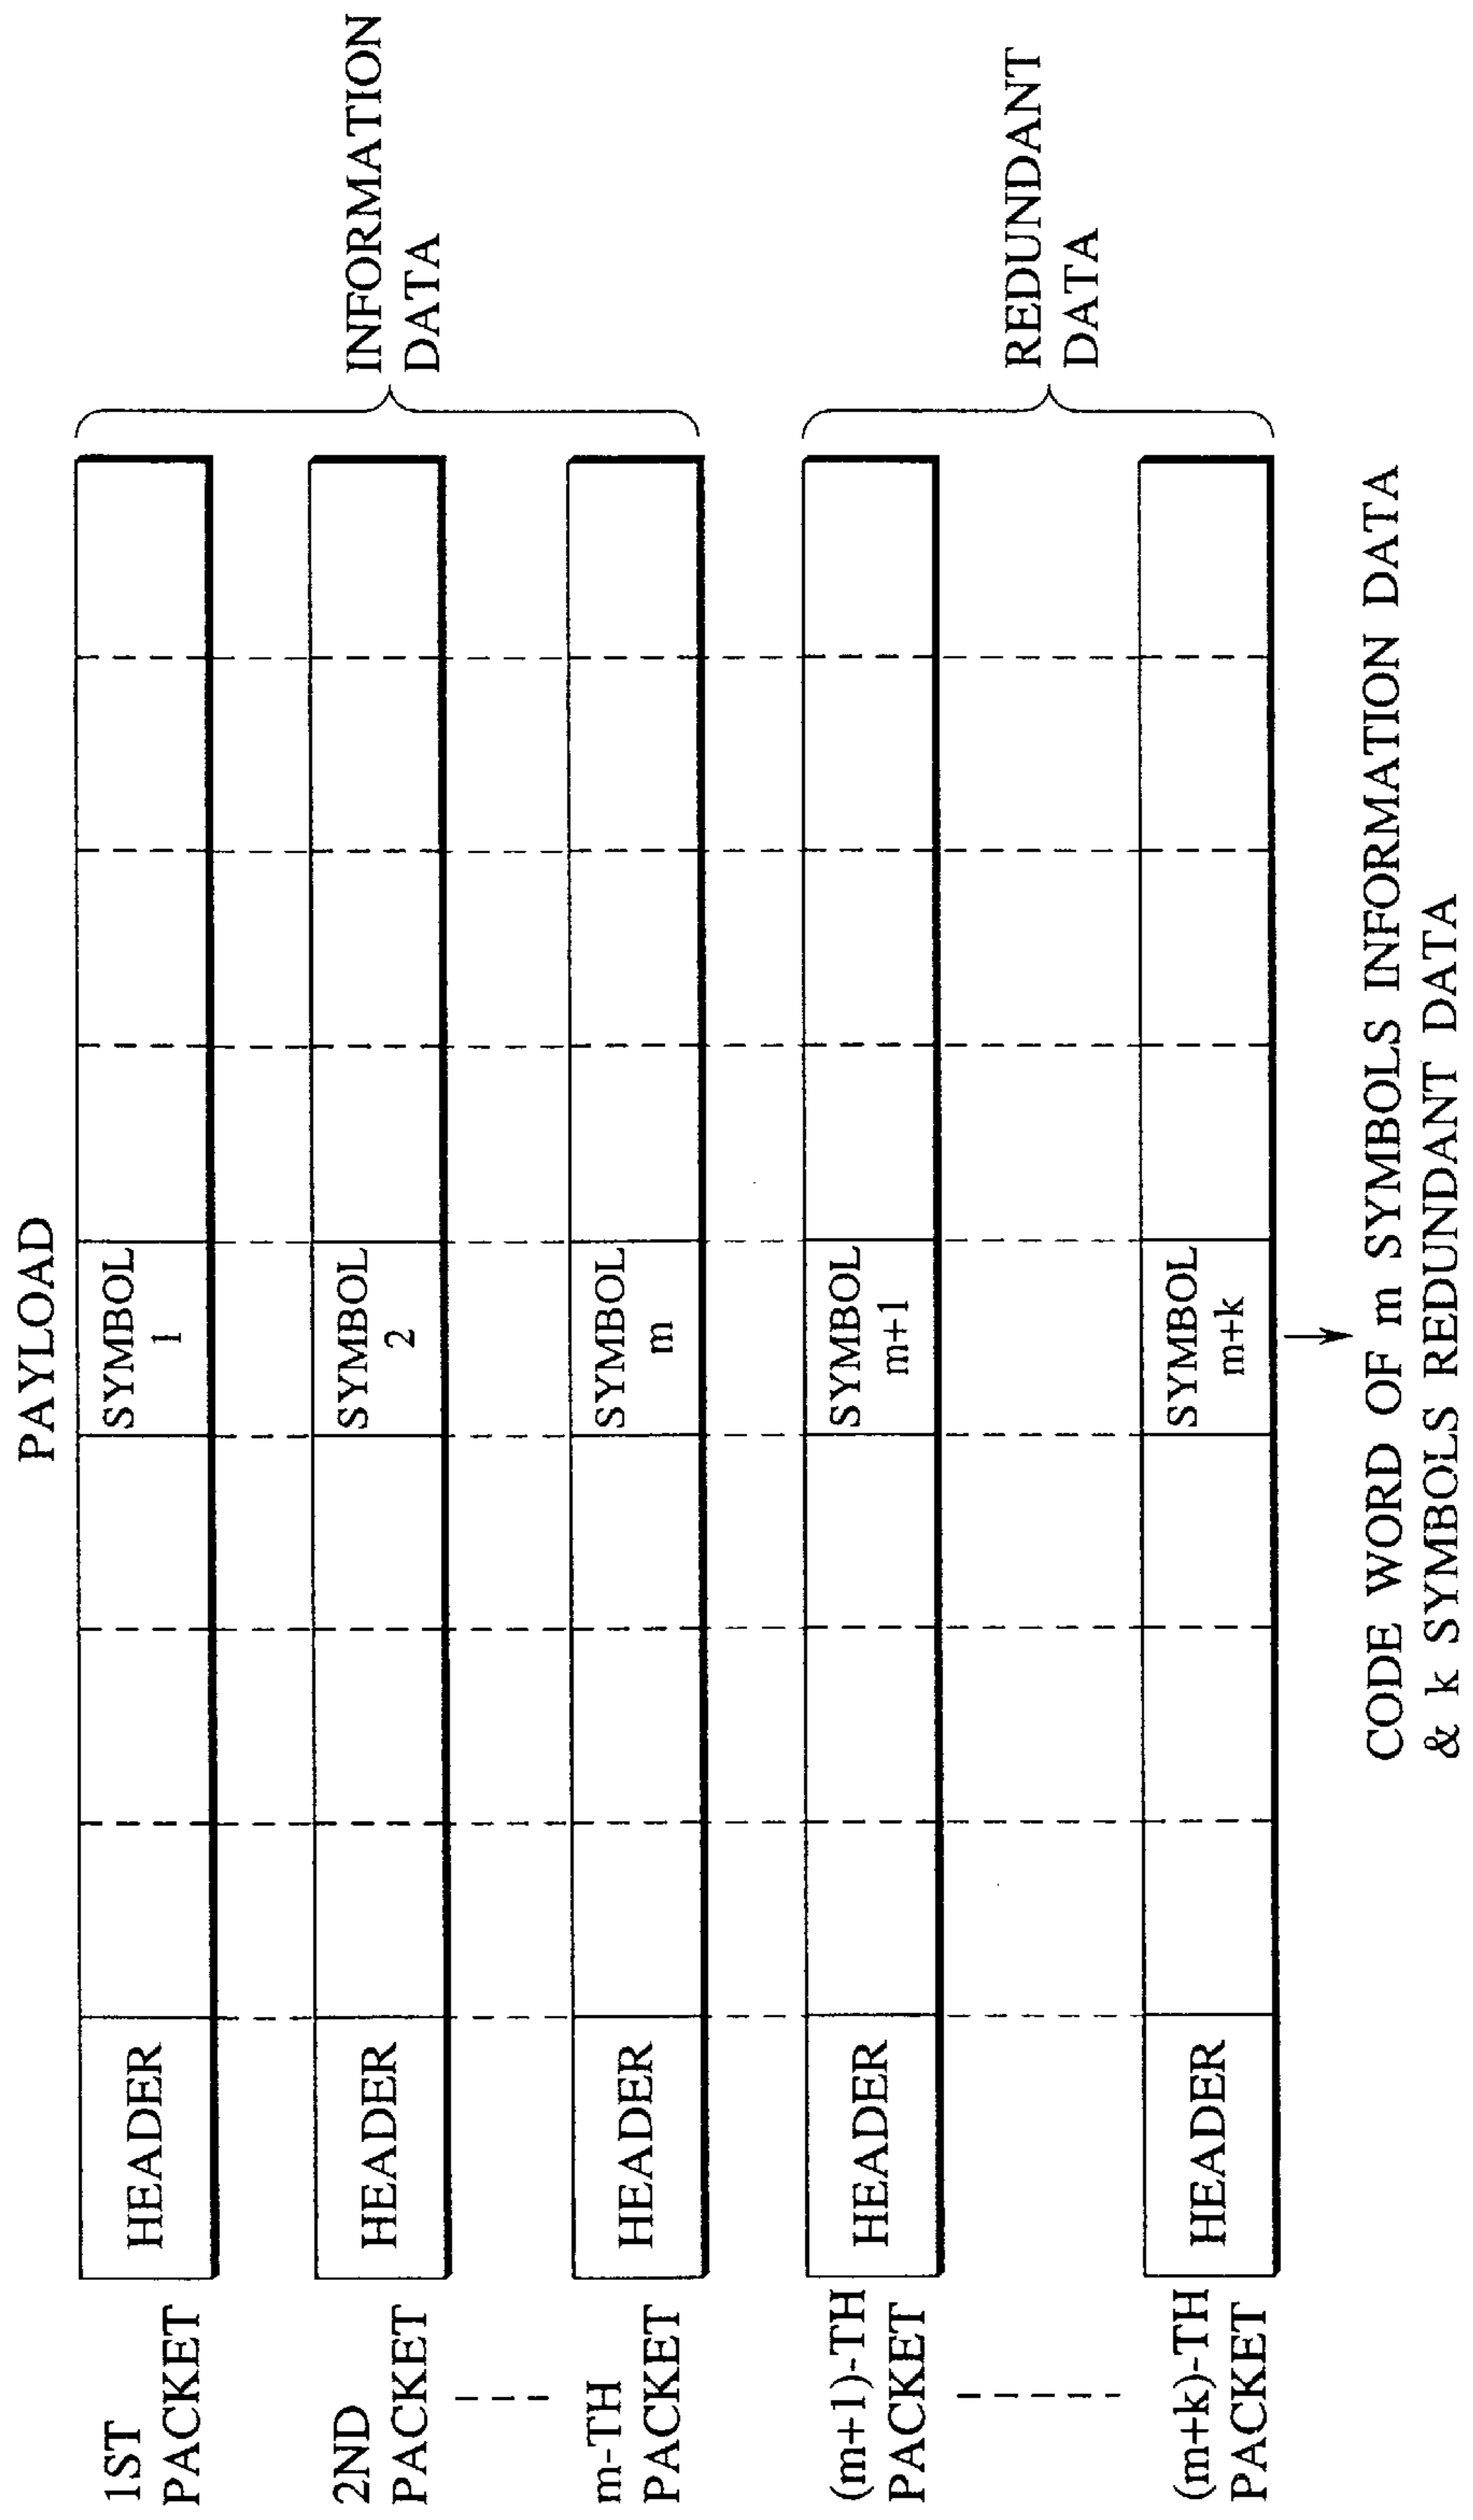 PAYLOAD
1ST
PACKET
HEADER
SYMBOL
1
2ND
PACKET
HEADER
SYMBOL
2
m-TH
PACKET
HEADER
SYMBOL
m
INFORMATION
DATA
(m+1)-TH
PACKET
HEADER
SYMBOL
m+1
(m+k)-TH
PACKET
HEADER
SYMBOL
m+k
REDUNDANT
DATA
CODE WORD OF m SYMBOLS INFORMATION DATA
& k SYMBOLS REDUNDANT DATA